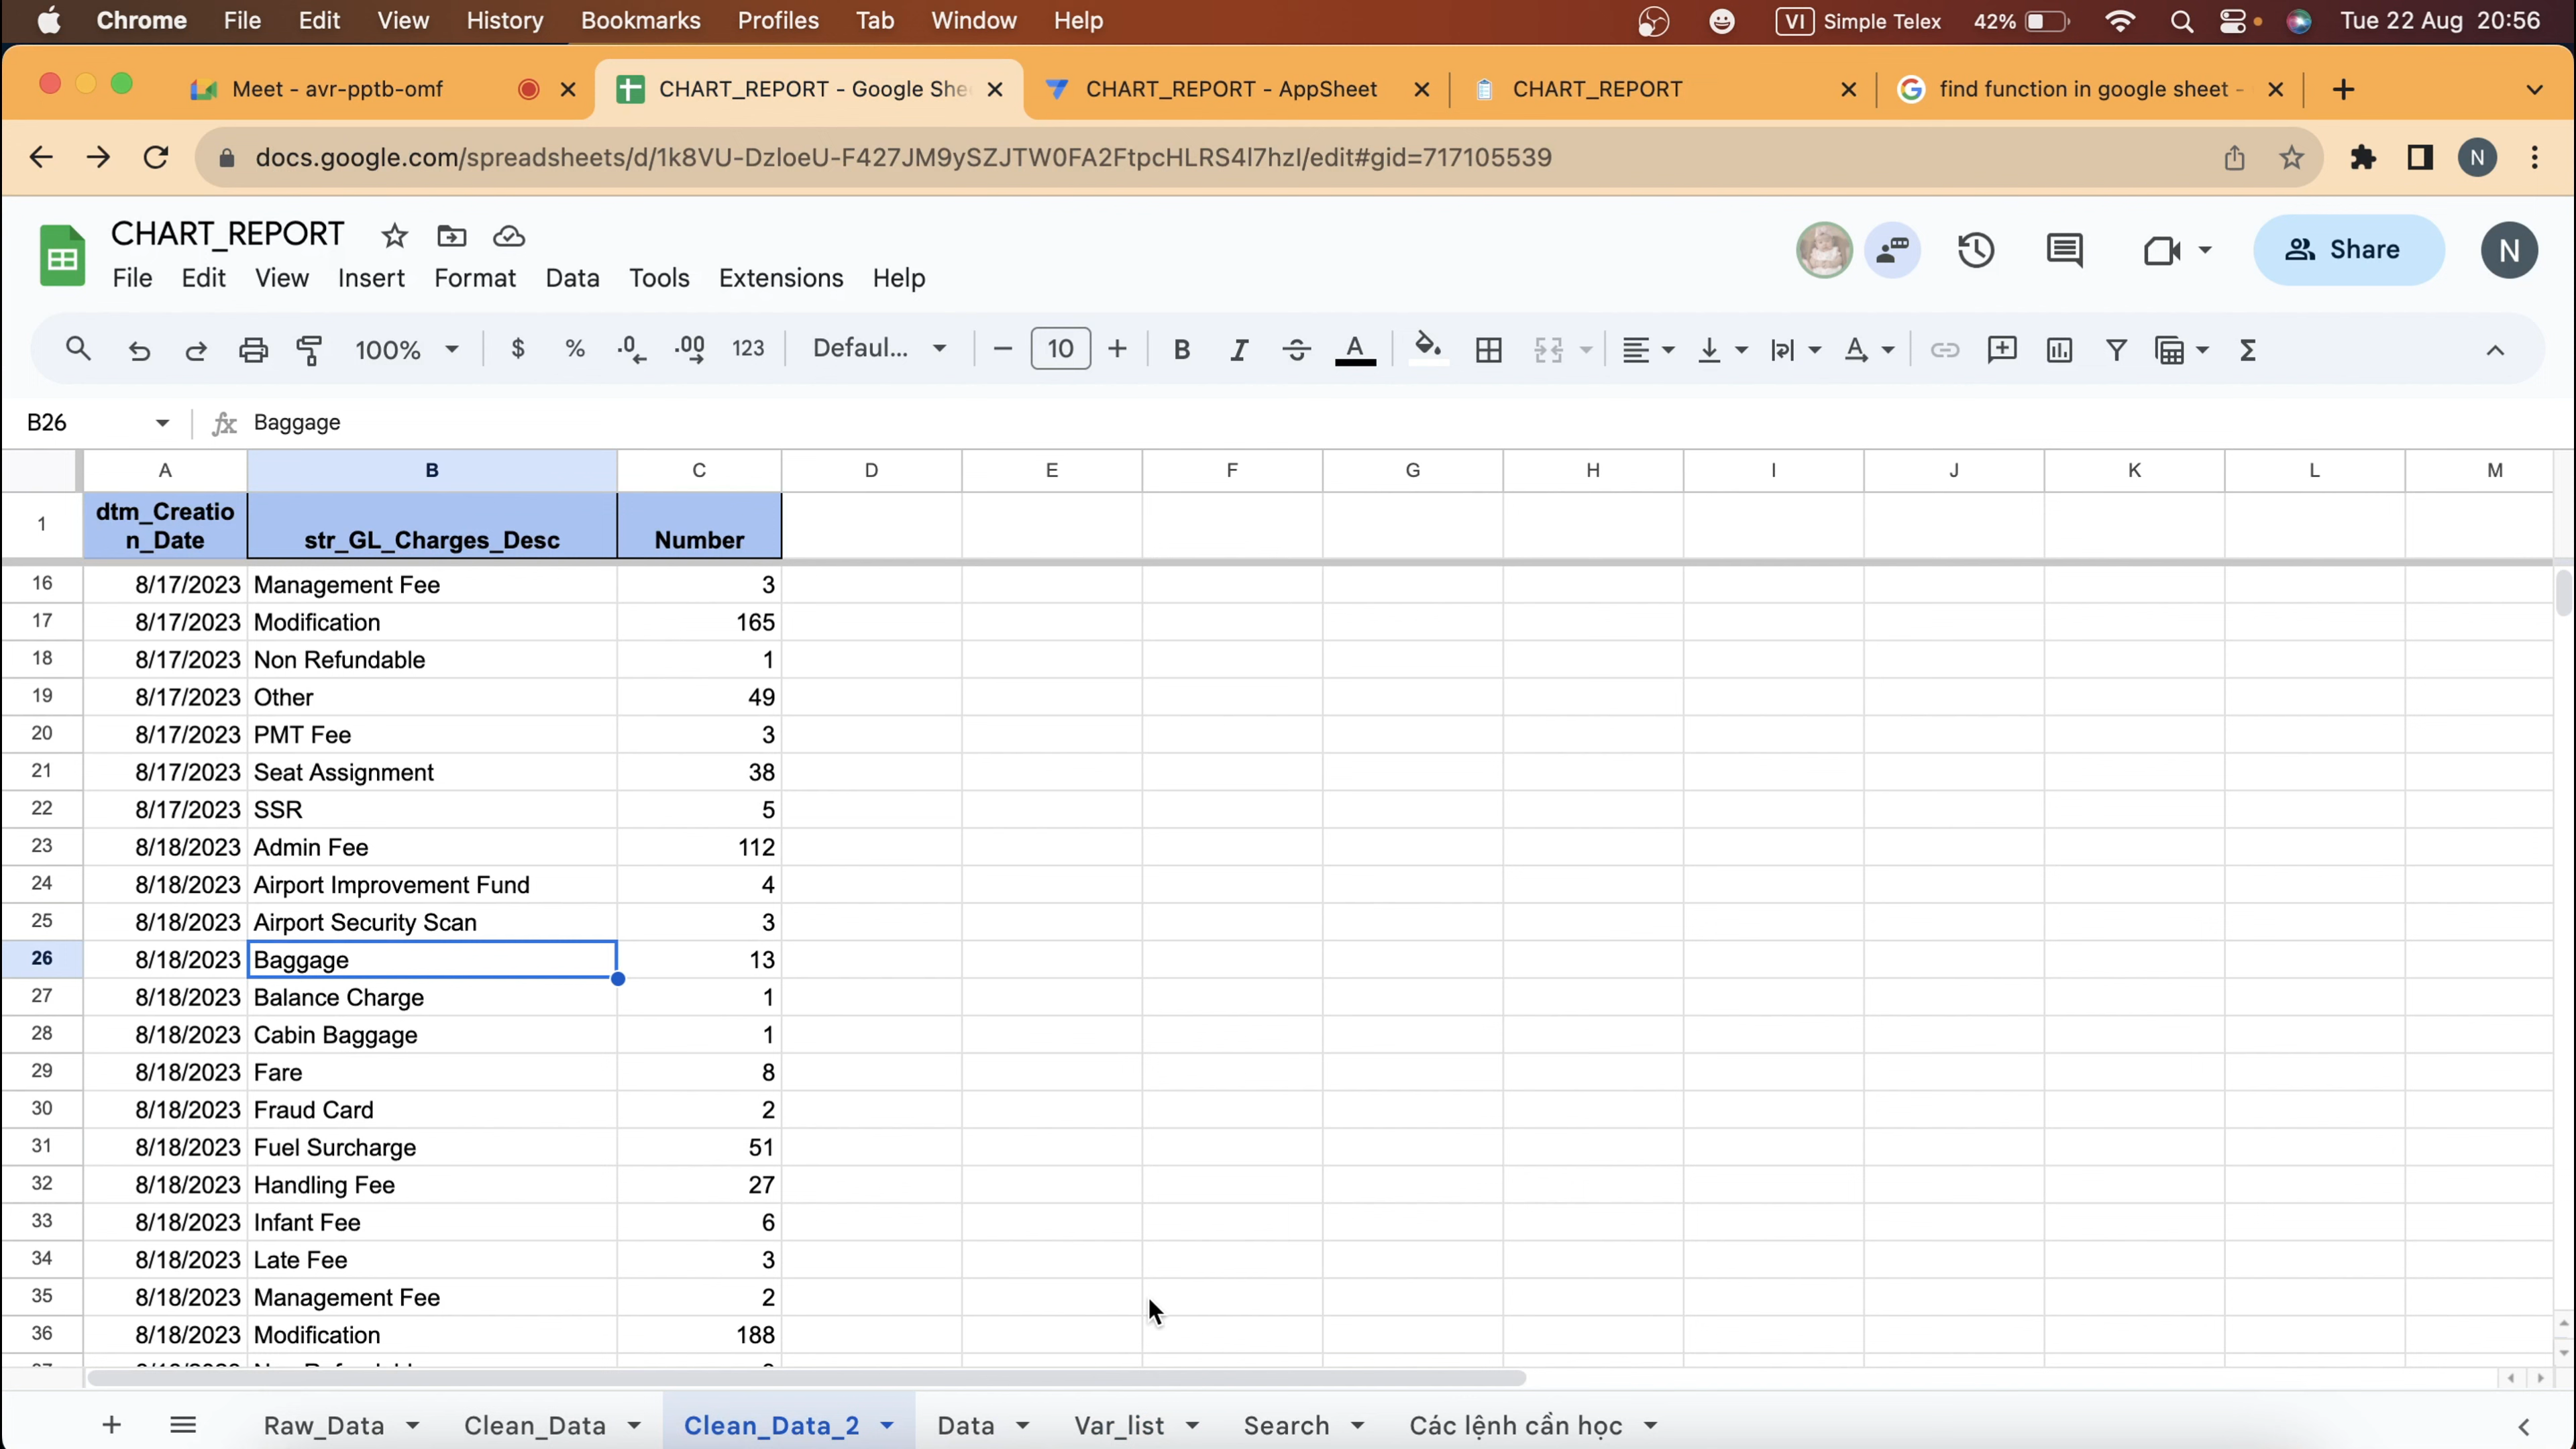 Chrome File Edit View History Bookmarks Profiles Tab Window Help VI Simple Telex 42% Tue 22 Aug 20:56
Meet - avr-pptb-omf CHART_REPORT - Google She CHART_REPORT - AppSheet CHART_REPORT find function in google sheet -
docs.google.com/spreadsheets/d/1k8VU-DzloeU-F427JM9ySZJTW0FA2FtpcHLRS4l7hzI/edit#gid=717105539 N
CHART_REPORT
File Edit View Insert Format Data Tools Extensions Help Share N
100% $ % .0 .00 123 Defaul... 10 B I A
B26 fx Baggage
A B C D E F G H I J K L M
1 dtm_Creatio
n_Date str_GL_Charges_Desc Number
16 8/17/2023 Management Fee 3
17 8/17/2023 Modification 165
18 8/17/2023 Non Refundable 1
19 8/17/2023 Other 49
20 8/17/2023 PMT Fee 3
21 8/17/2023 Seat Assignment 38
22 8/17/2023 SSR 5
23 8/18/2023 Admin Fee 112
24 8/18/2023 Airport Improvement Fund 4
25 8/18/2023 Airport Security Scan 3
26 8/18/2023 Baggage 13
27 8/18/2023 Balance Charge 1
28 8/18/2023 Cabin Baggage 1
29 8/18/2023 Fare 8
30 8/18/2023 Fraud Card 2
31 8/18/2023 Fuel Surcharge 51
32 8/18/2023 Handling Fee 27
33 8/18/2023 Infant Fee 6
34 8/18/2023 Late Fee 3
35 8/18/2023 Management Fee 2
36 8/18/2023 Modification 188
Raw_Data Clean_Data Clean_Data_2 Data Var_list Search Các lệnh cần học